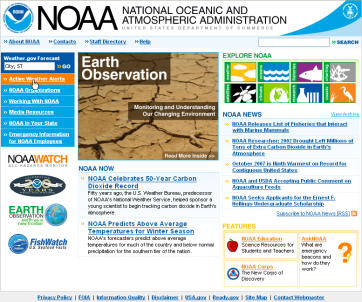 NOAA NATIONAL OCEANIC AND
ATMOSPHERIC ADMINISTRATION
UNITED STATES DEPARTMENT OF COMMERCE
About NOAA Contacts Staff Directory Help
SEARCH
Weather.gov Forecast
City, ST GO
Active Weather Alerts
NOAA Organizations
Working With NOAA
Media Resources
NOAA In Your State
Emergency Information
for NOAA Employees
NOAAWATCH
ALL-HAZARDS MONITOR
EARTH
OBSERVATION
FishWatch
U.S. Seafood Facts
Earth
Observation
Monitoring and Understanding
Our Changing Environment
Read More Inside >>
NOAA NOW
NOAA Celebrates 50-Year Carbon
Dioxide Record
Fifty years ago, the U.S. Weather Bureau, predecessor
of NOAA's National Weather Service, helped sponsor a
young scientist to begin tracking carbon dioxide in Earth's
atmosphere.
NOAA Predicts Above Average
Temperatures for Winter Season
NOAA's forecasters predict above average
temperatures for much of the country and below normal
precipitation for the southern tier of the nation.
EXPLORE NOAA
NOAA NEWS View Archive
NOAA Releases List of Fisheries that Interact
with Marine Mammals
NOAA Researcher: 2002 Drought Left Millions of
Tons of Extra Carbon Dioxide in Earth's
Atmosphere
October 2007 in Ninth Warmest on Record for
Contiguous United States
NOAA and USDA Accepting Public Comment on
Aquaculture Feeds
NOAA Seeks Applicants for the Ernest F.
Hollings Undergraduate Scholarship
Subscribe to NOAA News [RSS]
FEATURES
NOAA Education
Science Resources for
Students and Teachers
NOAA Corps
The New Corps of
Discovery
AskNOAA
What are
emergency
beacons and
how do they
work?
Privacy Policy | FOIA | Information Quality | Disclaimer | USA.gov | Ready.gov | Site Map | Contact Webmaster